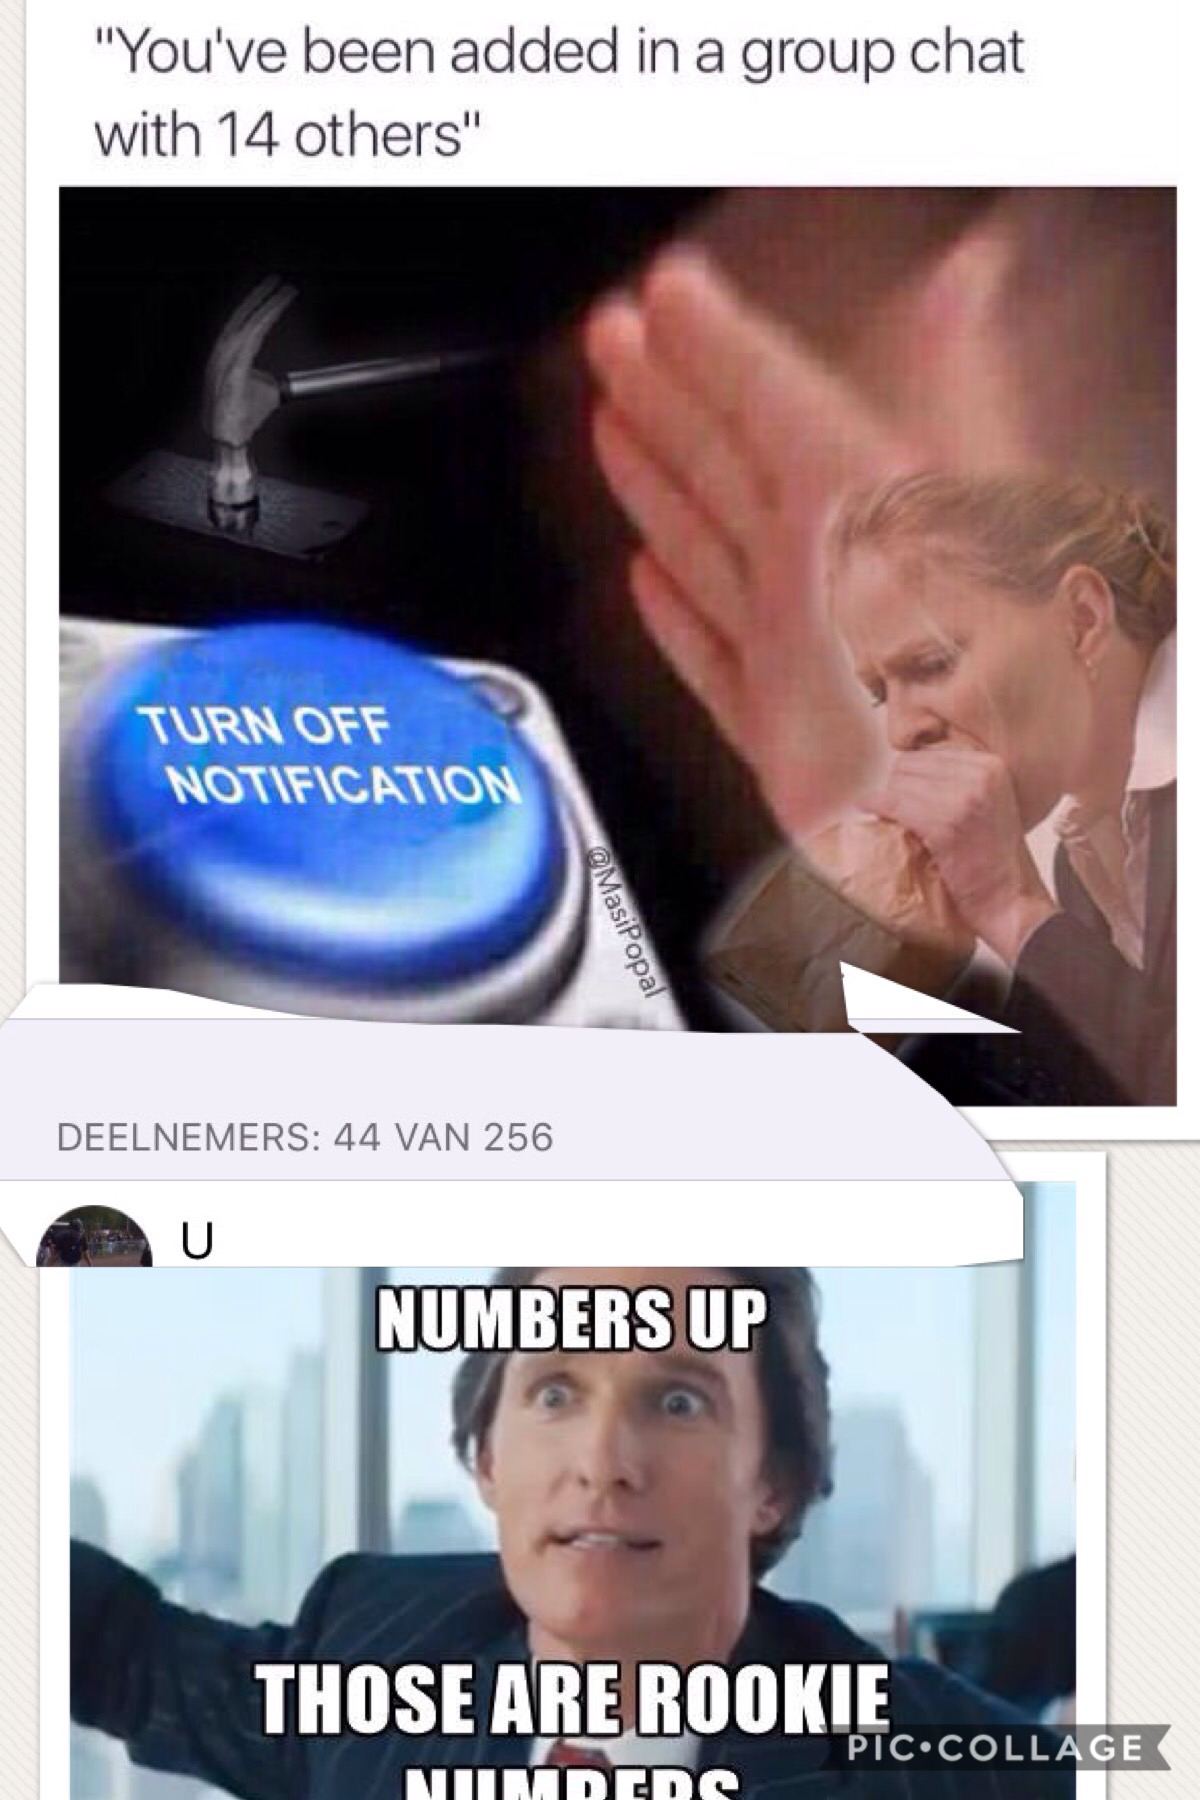 "You've been added in a group chat
with 14 others"
TURN OFF
NOTIFICATION
@MasiPopal
DEELNEMERS: 44 VAN 256
U
NUMBERS UP
THOSE ARE ROOKIE
NUMBERS
PIC•COLLAGE